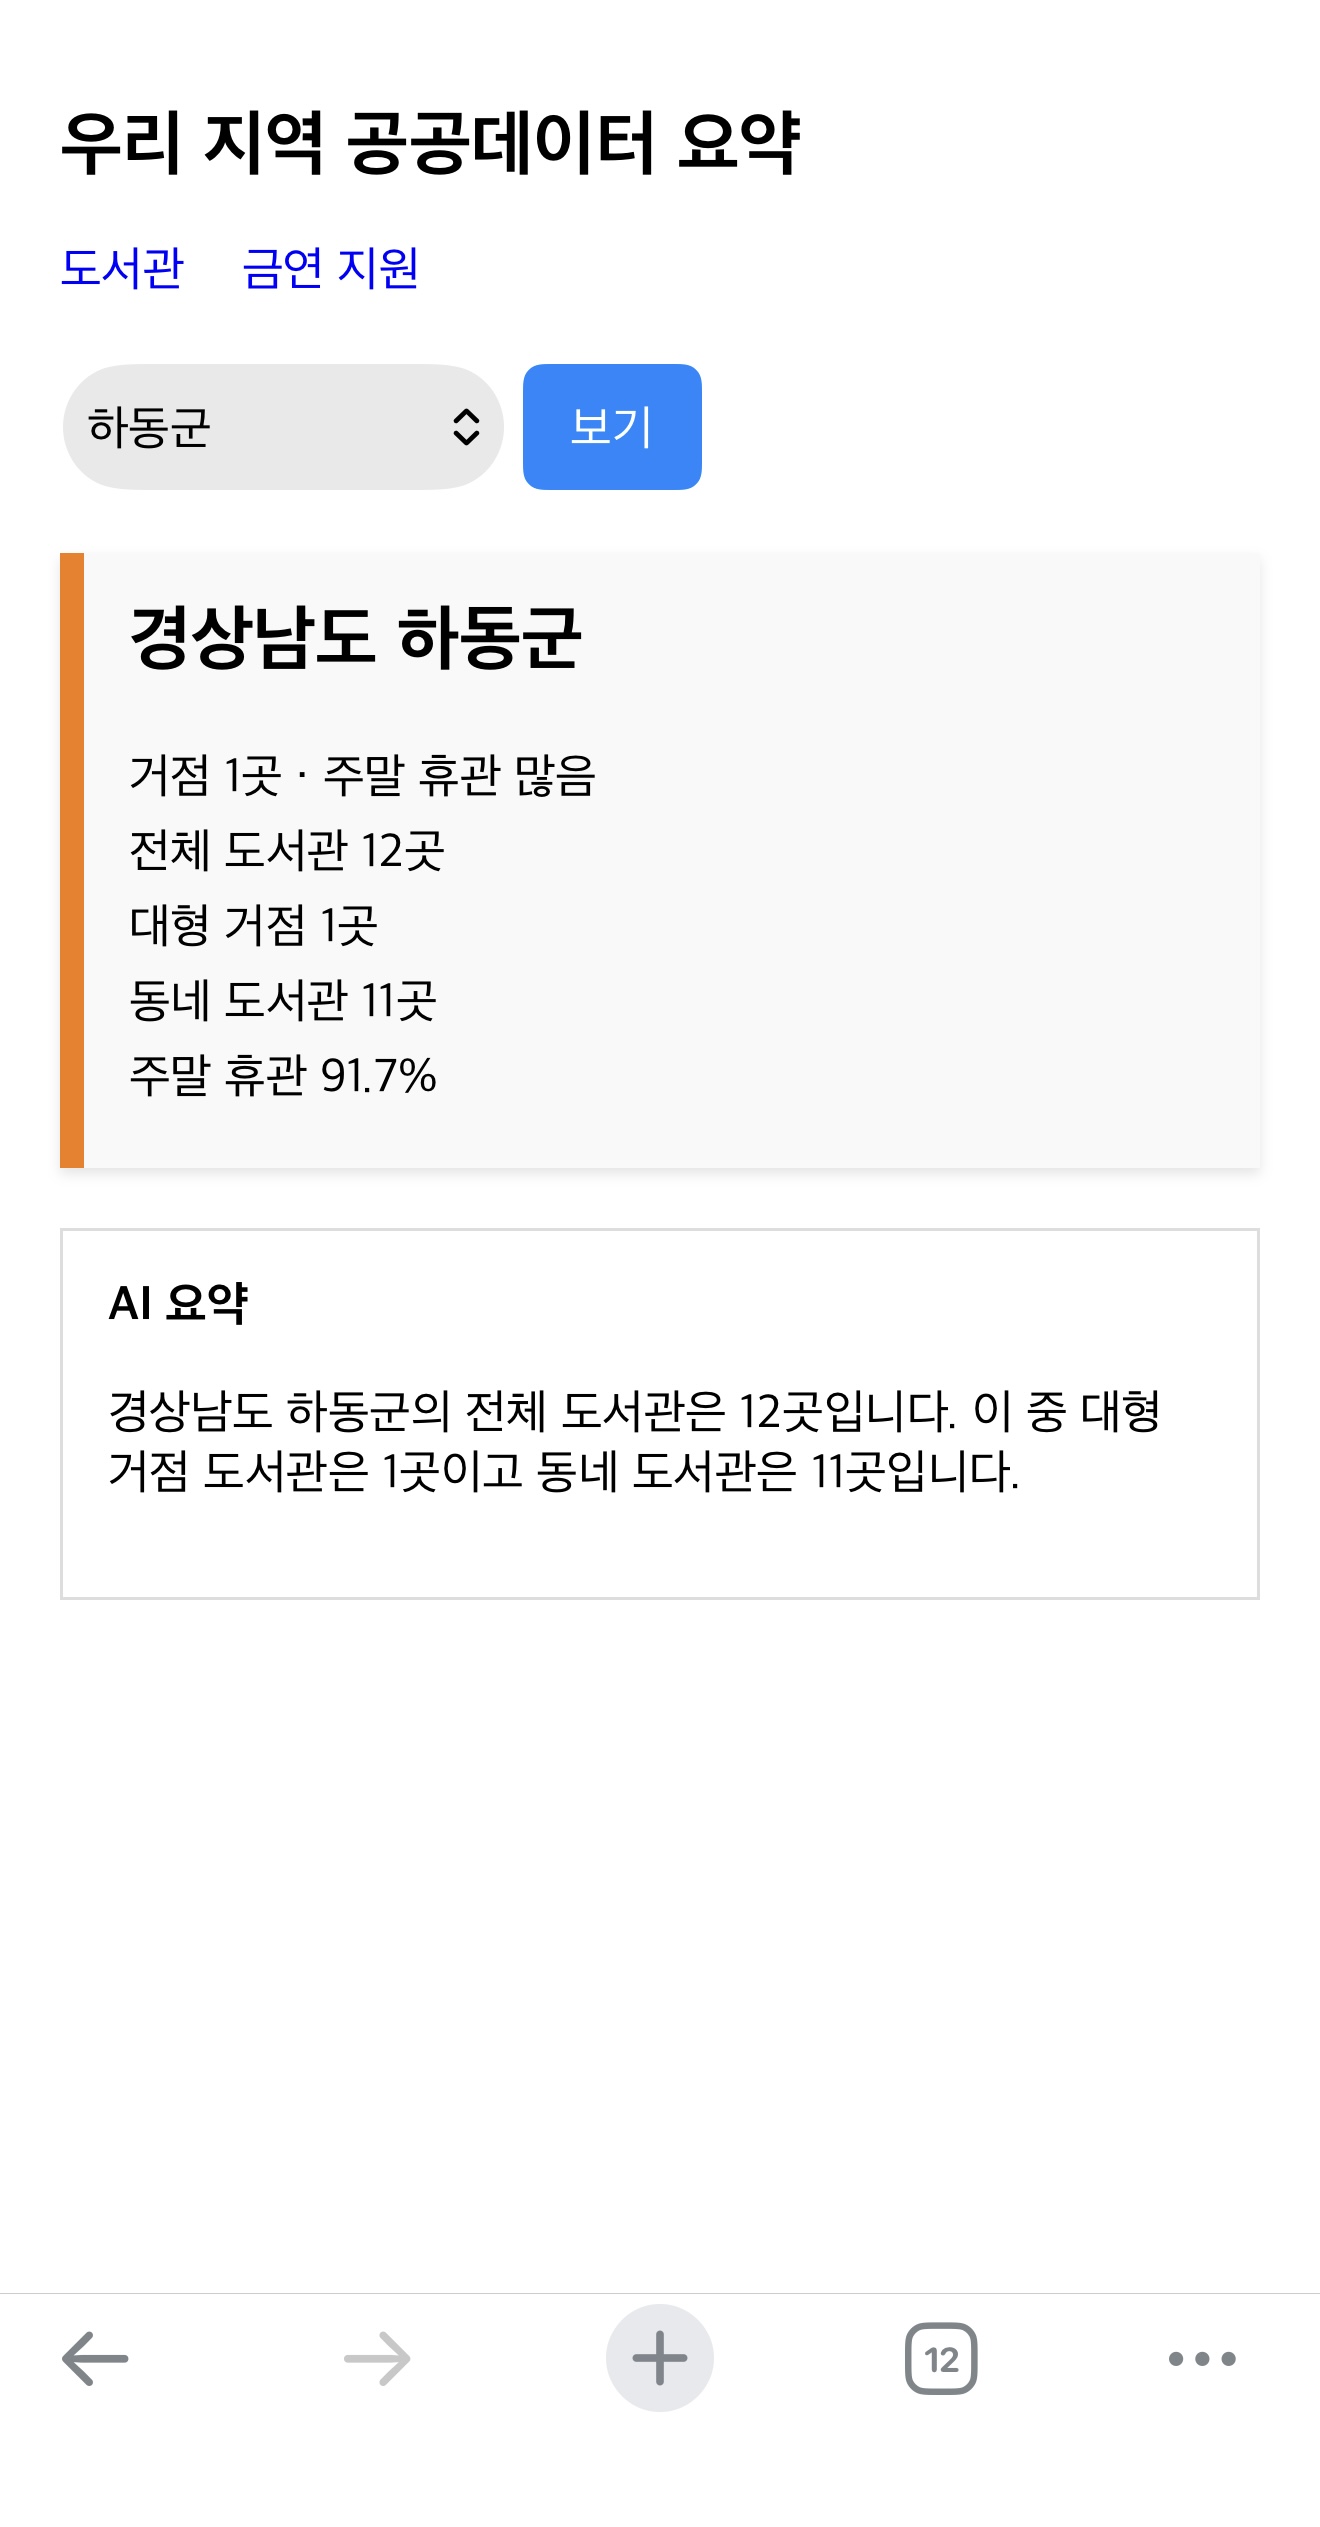 우리 지역 공공데이터 요약
도서관 금연 지원
하동군 보기
경상남도 하동군
거점 1곳 · 주말 휴관 많음
전체 도서관 12곳
대형 거점 1곳
동네 도서관 11곳
주말 휴관 91.7%
AI 요약
경상남도 하동군의 전체 도서관은 12곳입니다. 이 중 대형
거점 도서관은 1곳이고 동네 도서관은 11곳입니다.
12